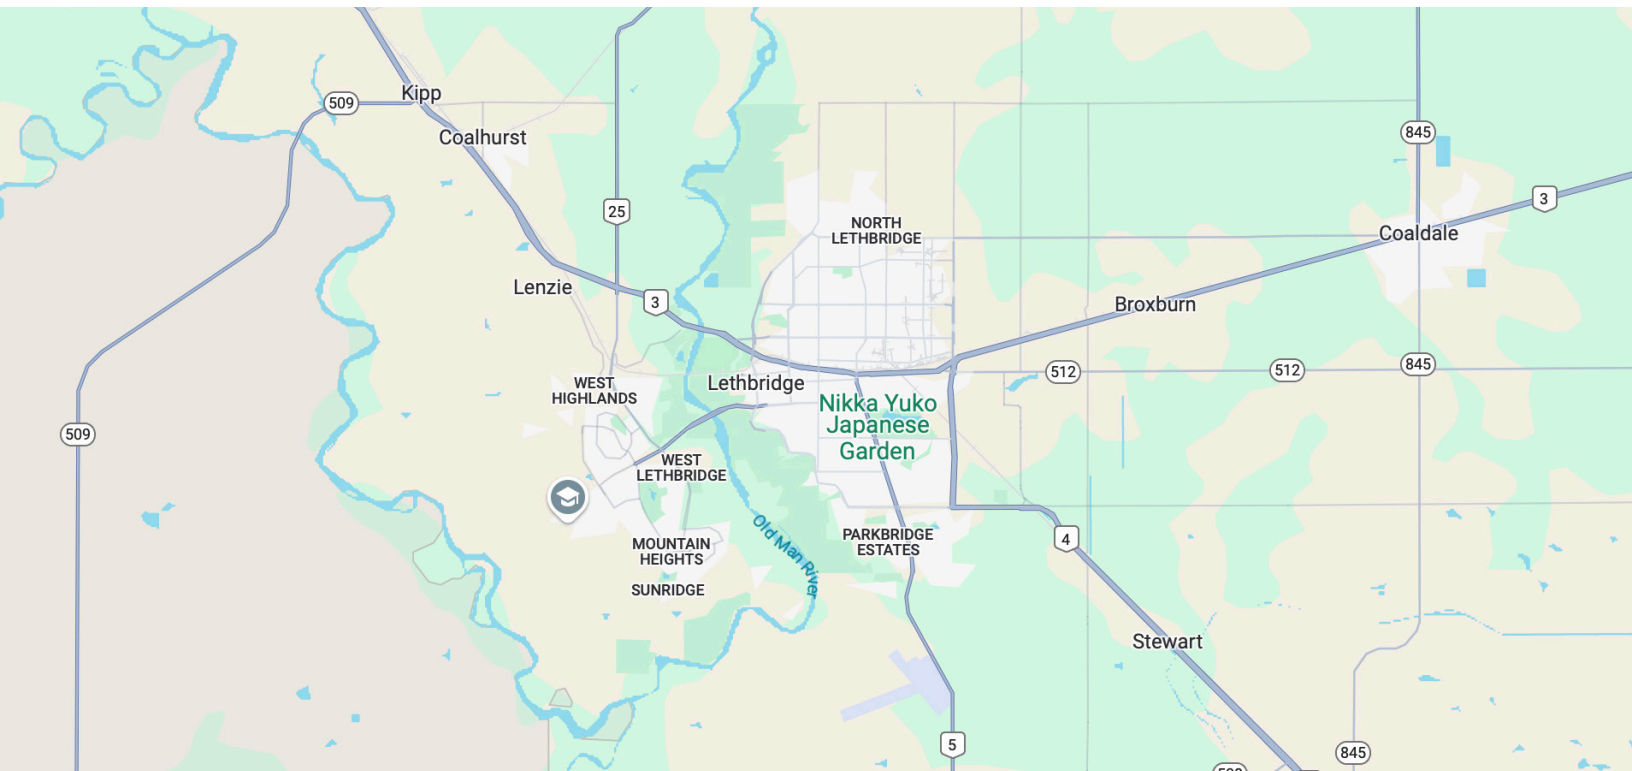 Kipp
509
Coalhurst
845
3
25
NORTH
LETHBRIDGE
Coaldale
Lenzie
3
Broxburn
512
512
845
WEST
HIGHLANDS
Lethbridge
Nikka Yuko
Japanese
Garden
509
WEST
LETHBRIDGE
Old Man River
PARKBRIDGE
ESTATES
4
MOUNTAIN
HEIGHTS
SUNRIDGE
Stewart
5
845